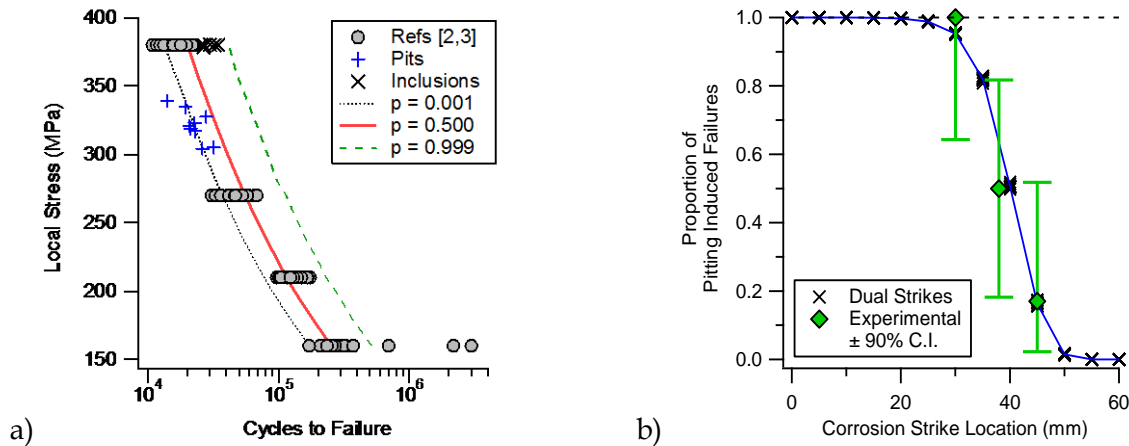 400
350
300
250
200
150
Local Stress (MPa)
10^4
10^5
10^6
Cycles to Failure
Refs [2,3]
Pits
Inclusions
p = 0.001
p = 0.500
p = 0.999
a)
1.0
0.8
0.6
0.4
0.2
0.0
Proportion of
Pitting Induced Failures
Dual Strikes
Experimental
± 90% C.I.
0
20
40
60
Corrosion Strike Location (mm)
b)